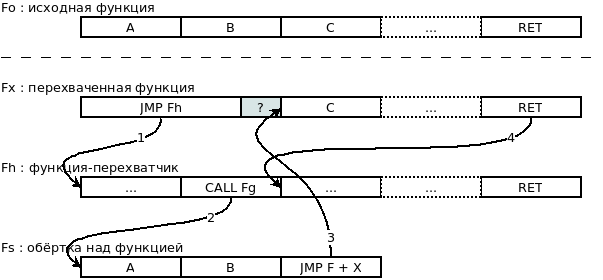 Fo : исходная функция
A B C ... RET
Fx : перехваченная функция
JMP Fh ? C ... RET
1 4
Fh : функция-перехватчик
... CALL Fg ... ... RET
2
3
Fs : обёртка над функцией
A B JMP F + X